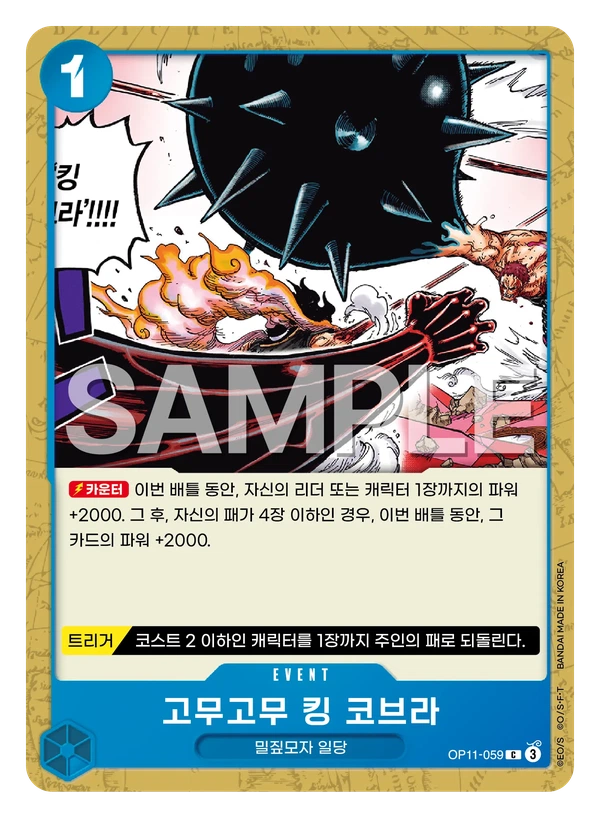 1
킹
라'!!!!
SAMPLE
카운터 이번 배틀 동안, 자신의 리더 또는 캐릭터 1장까지의 파워
+2000. 그 후, 자신의 패가 4장 이하인 경우, 이번 배틀 동안, 그
카드의 파워 +2000.
트리거 코스트 2 이하인 캐릭터를 1장까지 주인의 패로 되돌린다.
EVENT
고무고무 킹 코브라
밀짚모자 일당
OP11-059 C 3
©EO/S ©O/S·F·T BANDAI MADE IN KOREA